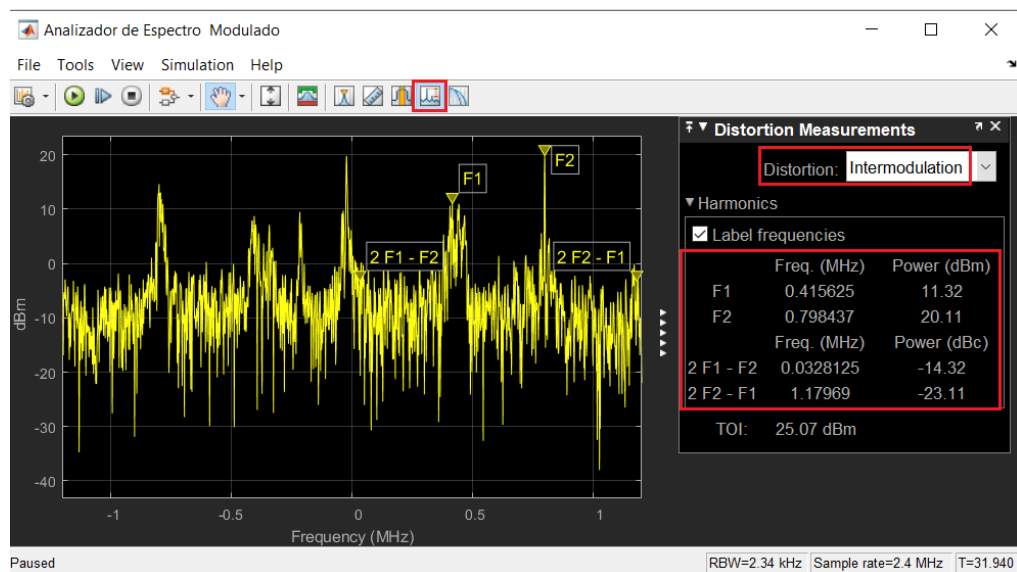 Analizador de Espectro Modulado
File Tools View Simulation Help
Distortion Measurements
Distortion: Intermodulation
Harmonics
Label frequencies
Freq. (MHz) Power (dBm)
F1 0.415625 11.32
F2 0.798437 20.11
Freq. (MHz) Power (dBc)
2 F1 - F2 0.0328125 -14.32
2 F2 - F1 1.17969 -23.11
TOI: 25.07 dBm
20
10
0
-10
-20
-30
-40
dBm
F1
F2
2 F1 - F2
2 F2 - F1
-1 -0.5 0 0.5 1
Frequency (MHz)
Paused
RBW=2.34 kHz Sample rate=2.4 MHz T=31.940